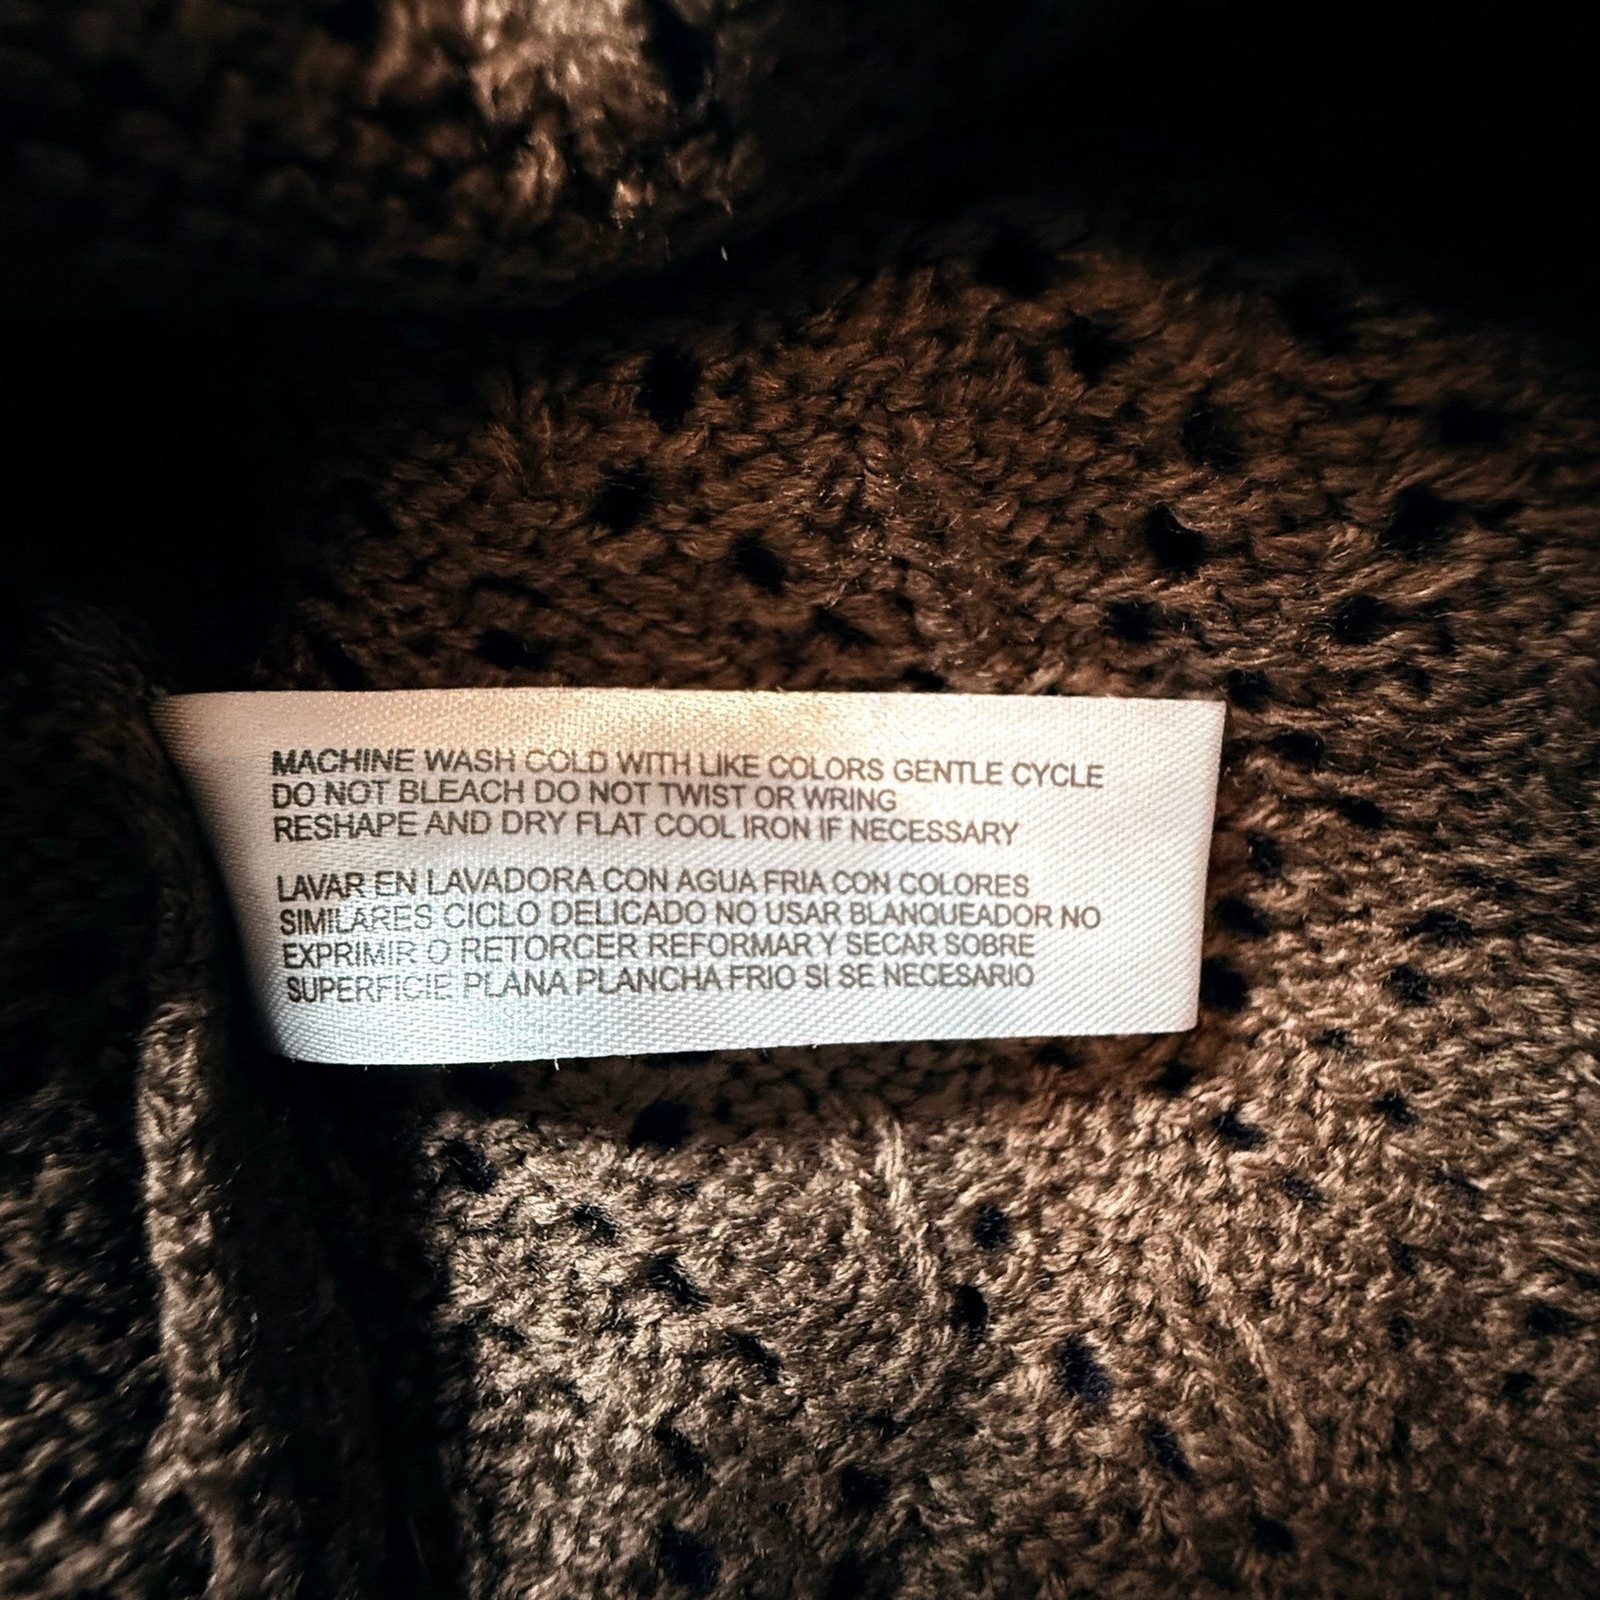 MACHINE WASH COLD WITH LIKE COLORS GENTLE CYCLE
DO NOT BLEACH DO NOT TWIST OR WRING
RESHAPE AND DRY FLAT COOL IRON IF NECESSARY
LAVAR EN LAVADORA CON AGUA FRIA CON COLORES
SIMILARES CICLO DELICADO NO USAR BLANQUEADOR NO
EXPRIMIR O RETORCER REFORMAR Y SECAR SOBRE
SUPERFICIE PLANA PLANCHA FRIO SI SE NECESARIO